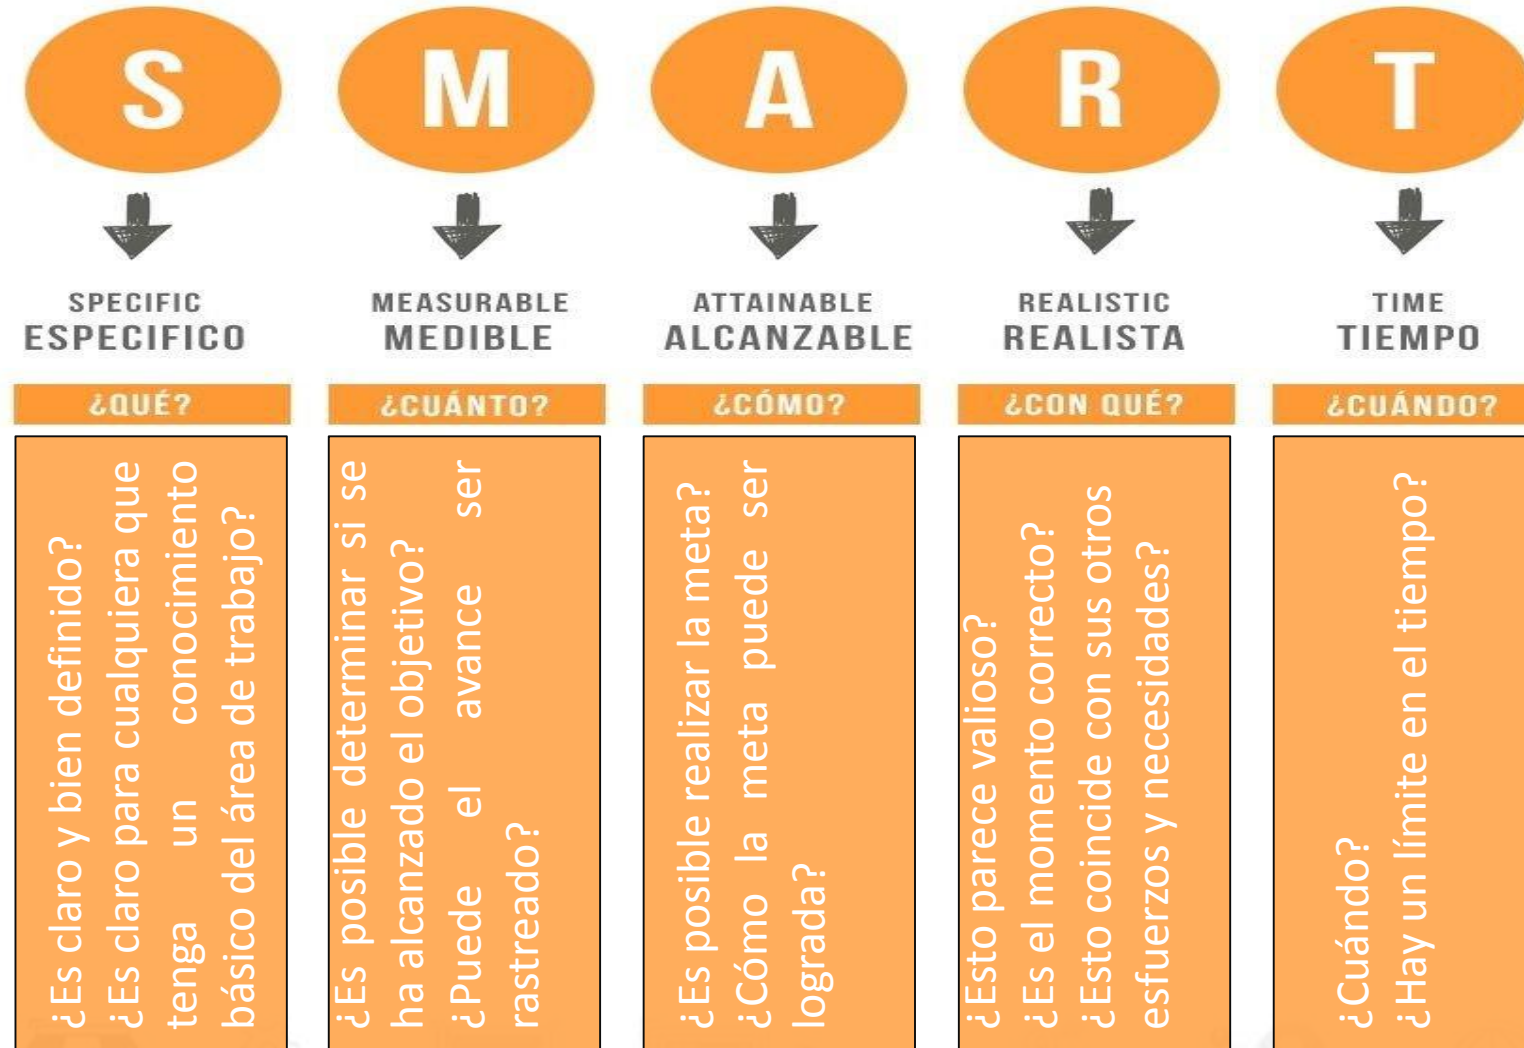 S
M
A
R
T
SPECIFIC
ESPECIFICO
MEASURABLE
MEDIBLE
ATTAINABLE
ALCANZABLE
REALISTIC
REALISTA
TIME
TIEMPO
¿QUÉ?
¿CUÁNTO?
¿CÓMO?
¿CON QUÉ?
¿CUÁNDO?
¿Es claro y bien definido?
¿Es claro para cualquiera que
tenga un conocimiento
básico del área de trabajo?
¿Es posible determinar si se
ha alcanzado el objetivo?
¿Puede el avance ser
rastreado?
¿Es posible realizar la meta?
¿Cómo la meta puede ser
lograda?
¿Esto parece valioso?
¿Es el momento correcto?
¿Esto coincide con sus otros
esfuerzos y necesidades?
¿Cuándo?
¿Hay un límite en el tiempo?